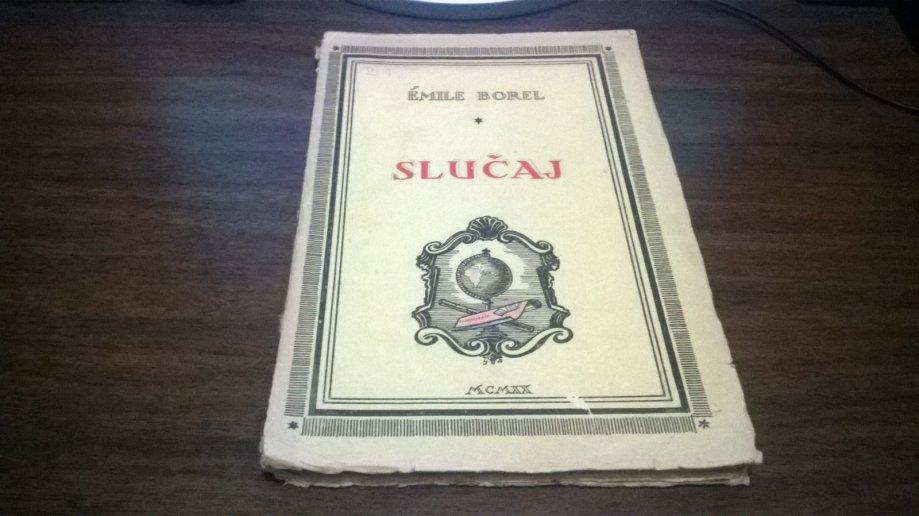 ÉMILE BOREL
SLUČAJ
MCMXX